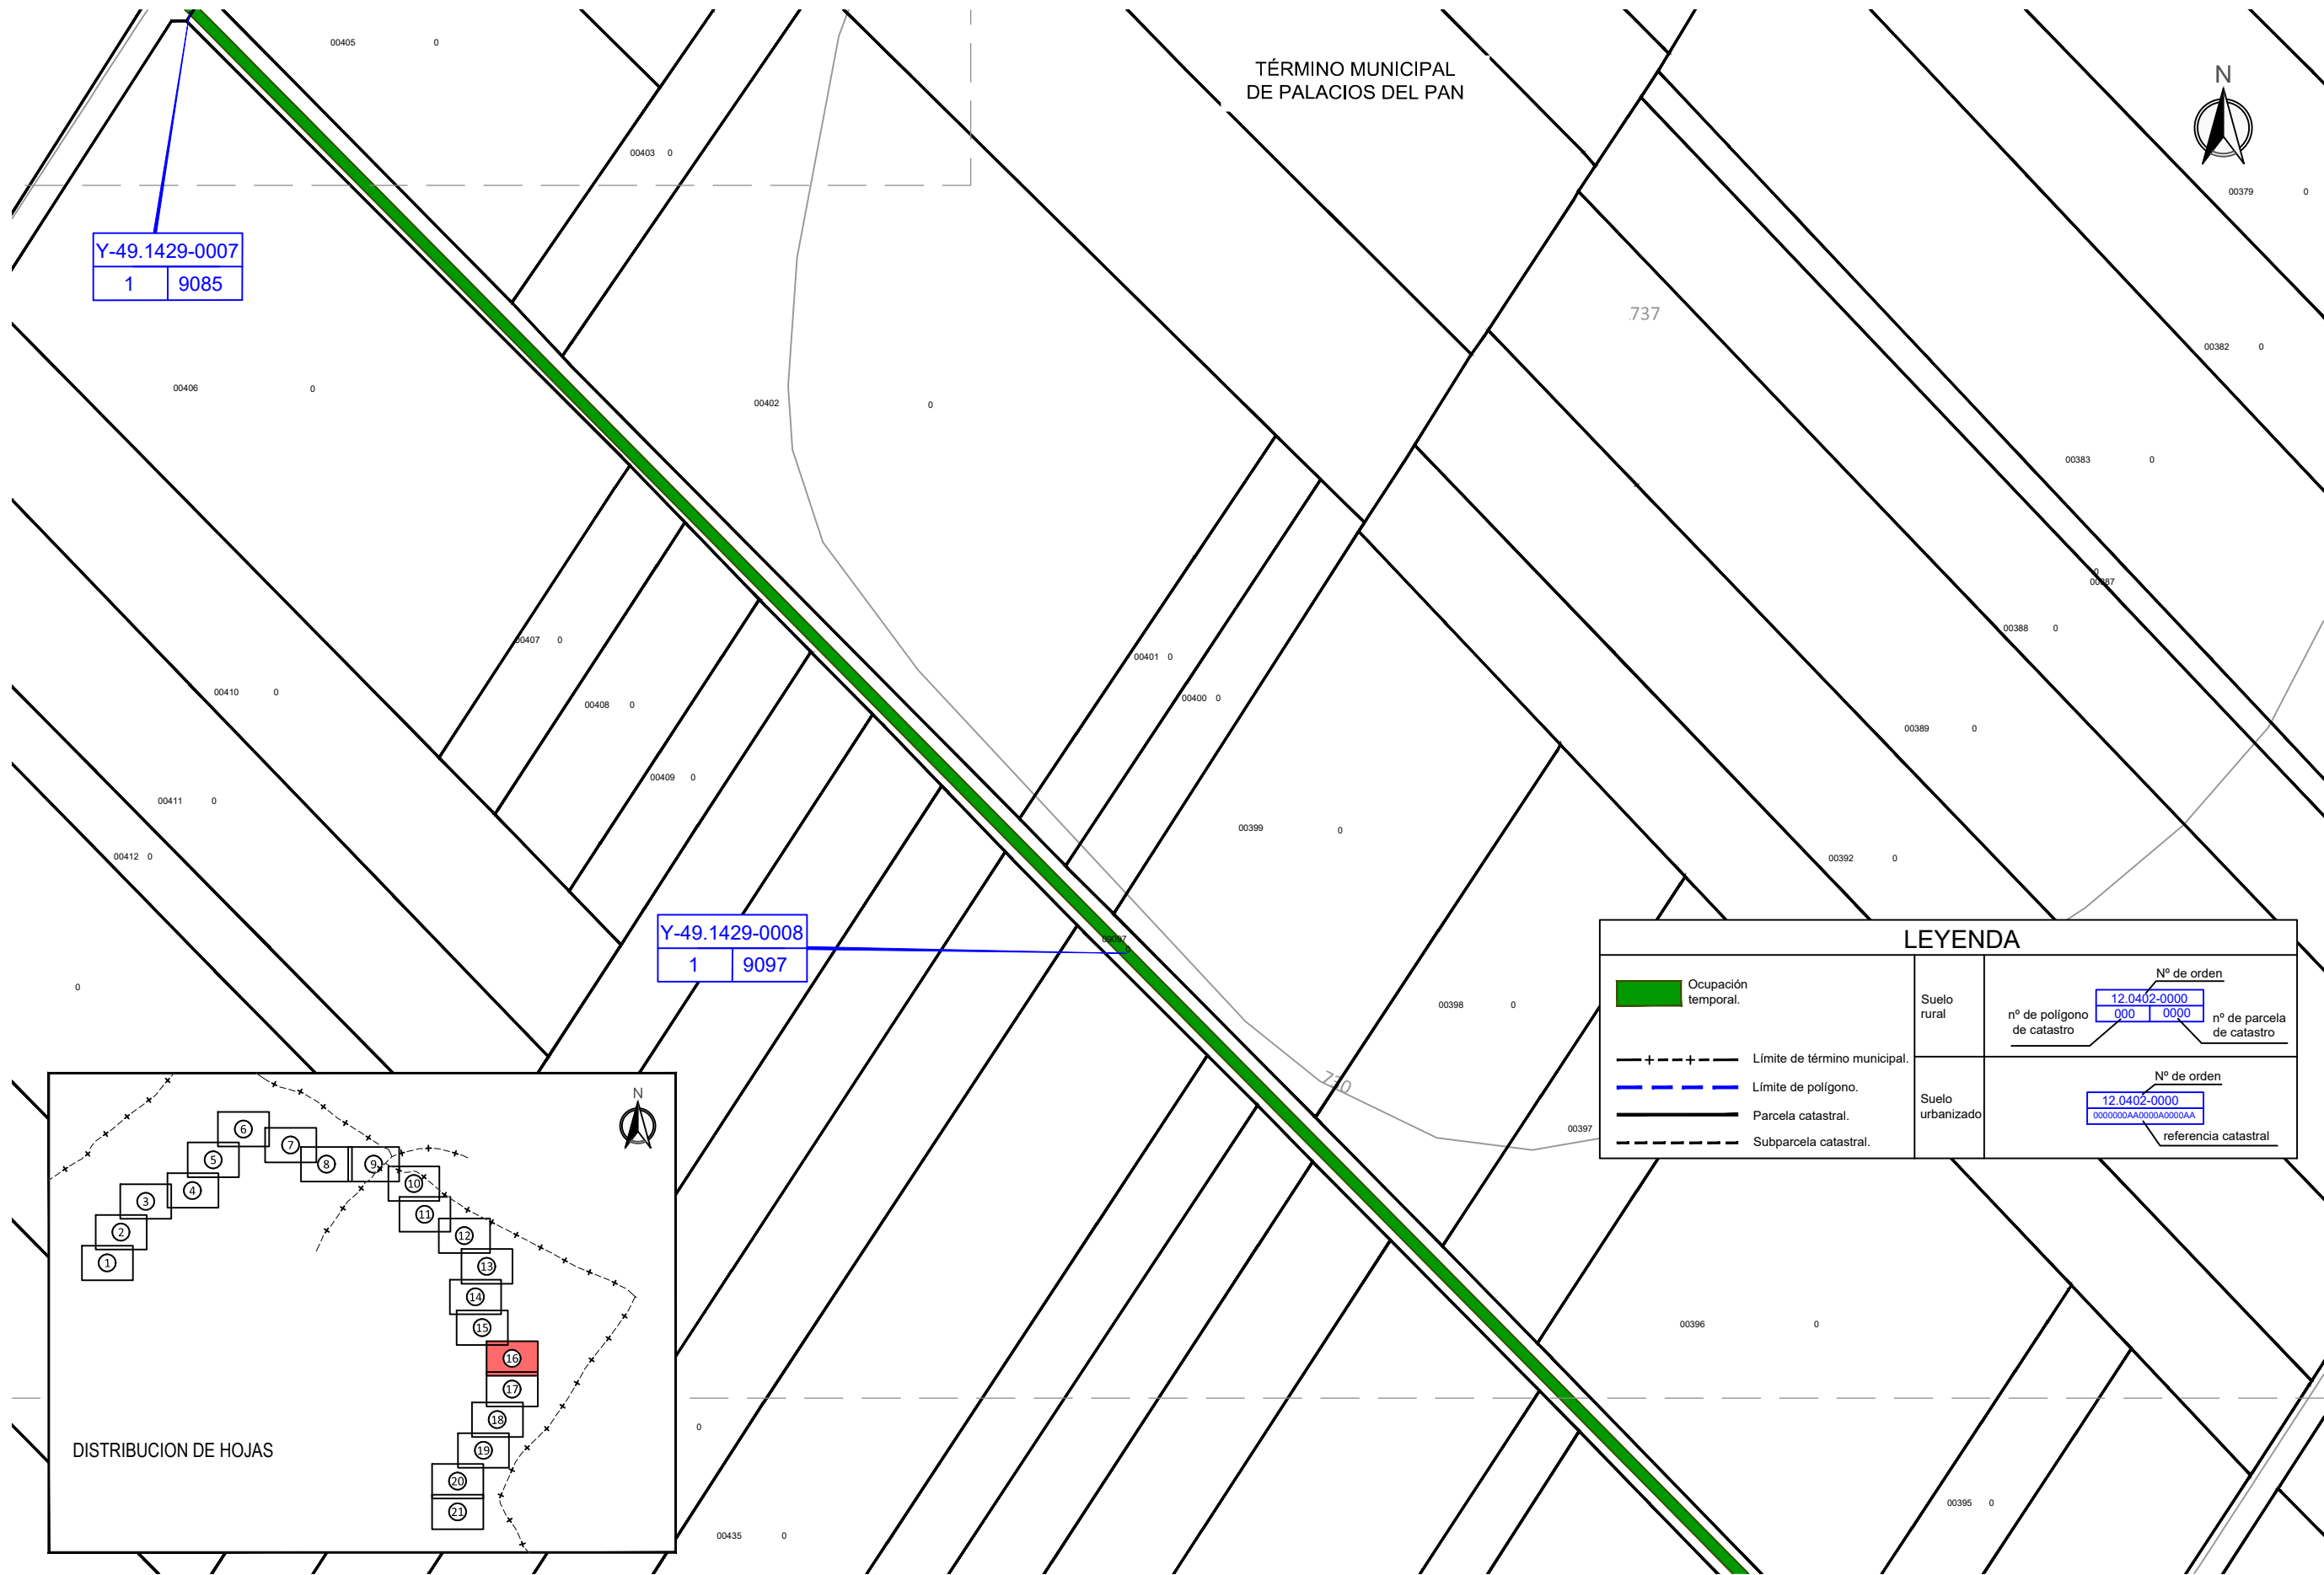 00405 0
TÉRMINO MUNICIPAL
DE PALACIOS DEL PAN
N
00403 0
00379 0
Y-49.1429-0007
1 9085
737
00382 0
00406 0
00402 0
00383 0
0
00387
00388 0
00407 0
00401 0
00410 0
00400 0
00408 0
00389 0
00409 0
00411 0
00399 0
00412 0
00392 0
Y-49.1429-0008
1 9097
09097
0
0
00398 0
730
00397
LEYENDA
Ocupación
temporal.
Límite de término municipal.
Límite de polígono.
Parcela catastral.
Subparcela catastral.
Suelo
rural
Nº de orden
12.0402-0000
000 0000
nº de polígono
de catastro
nº de parcela
de catastro
Suelo
urbanizado
Nº de orden
12.0402-0000
0000000AA0000A0000AA
referencia catastral
N
6
7
5
8
9
4
10
3
11
2
12
1
13
14
15
16
17
18
19
20
21
DISTRIBUCION DE HOJAS
00396 0
0
00395 0
00435 0